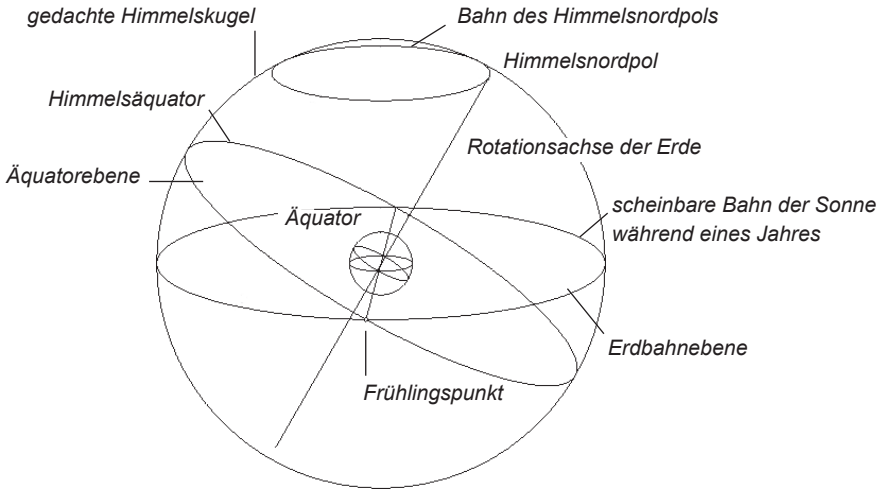 gedachte Himmelskugel
Bahn des Himmelsnordpols
Himmelsnordpol
Himmelsäquator
Rotationsachse der Erde
Äquatorebene
Äquator
scheinbare Bahn der Sonne
während eines Jahres
Erdbahnebene
Frühlingspunkt